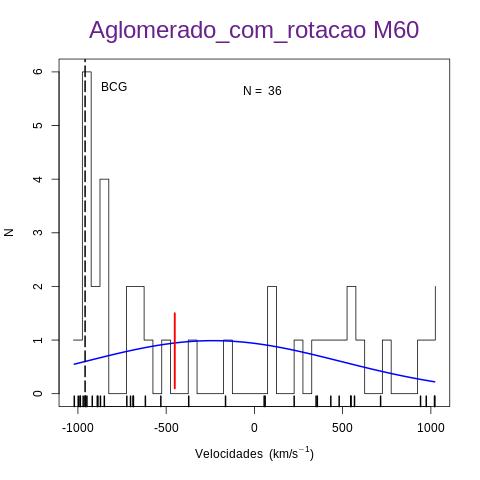 Aglomerado_com_rotacao M60
BCG
N = 36
6
5
4
3
2
1
0
N
-1000 -500 0 500 1000
Velocidades (km/s⁻¹)